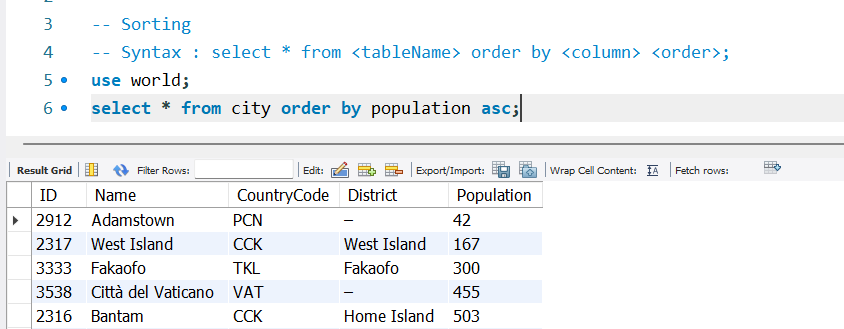 3 -- Sorting
4 -- Syntax : select * from <tableName> order by <column> <order>;
5 use world;
6 select * from city order by population asc;
Result Grid Filter Rows: Edit: Export/Import: Wrap Cell Content: IA Fetch rows:
ID Name CountryCode District Population
2912 Adamstown PCN – 42
2317 West Island CCK West Island 167
3333 Fakaofo TKL Fakaofo 300
3538 Città del Vaticano VAT – 455
2316 Bantam CCK Home Island 503